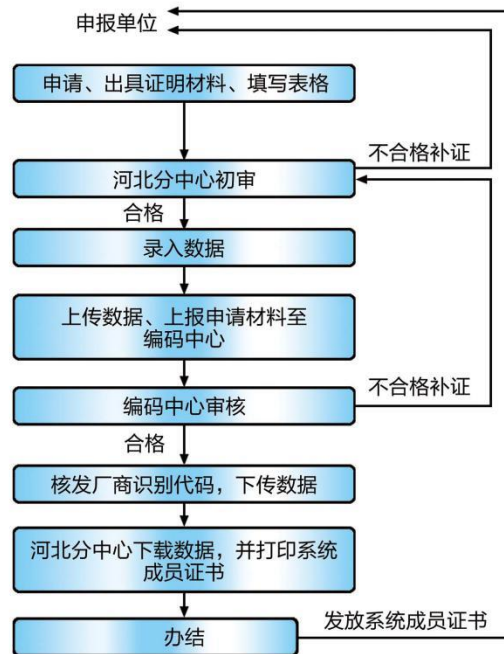 申报单位
申请、出具证明材料、填写表格
不合格补证
河北分中心初审
合格
录入数据
上传数据、上报申请材料至
编码中心
不合格补证
编码中心审核
合格
核发厂商识别代码，下传数据
河北分中心下载数据，并打印系统
成员证书
发放系统成员证书
办结